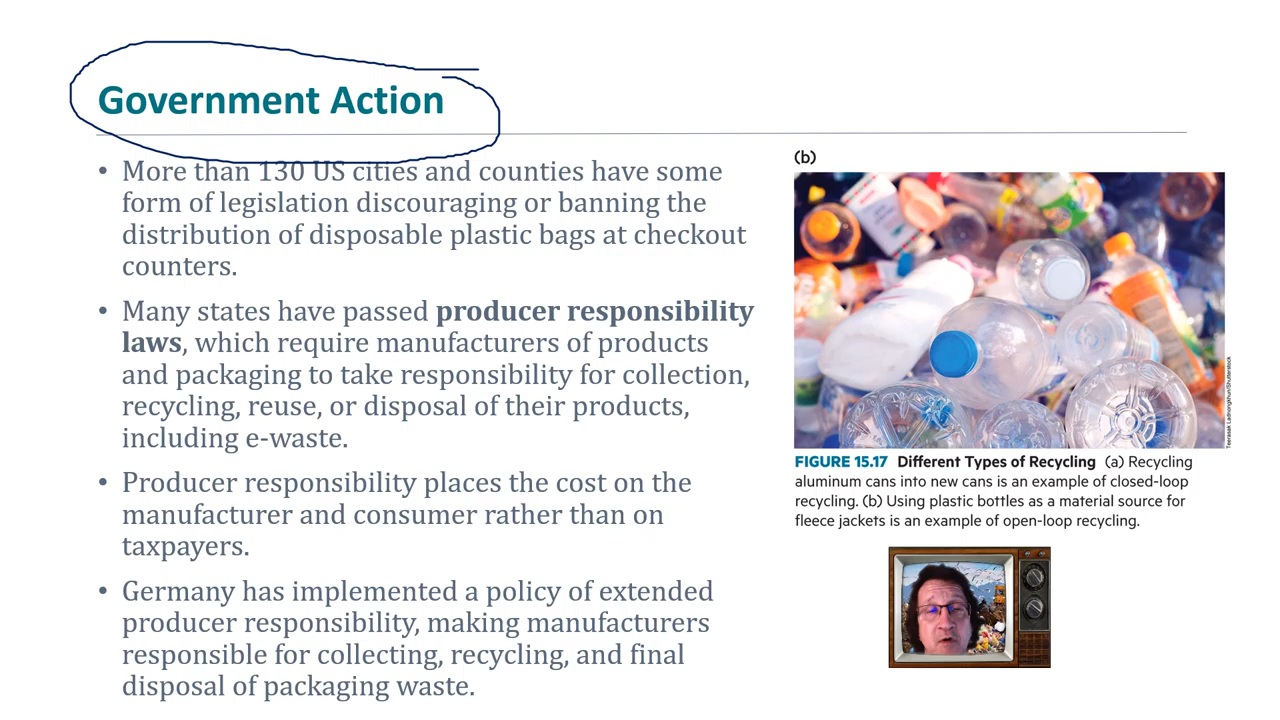 Government Action
• More than 130 US cities and counties have some
form of legislation discouraging or banning the
distribution of disposable plastic bags at checkout
counters.
• Many states have passed producer responsibility
laws, which require manufacturers of products
and packaging to take responsibility for collection,
recycling, reuse, or disposal of their products,
including e-waste.
• Producer responsibility places the cost on the
manufacturer and consumer rather than on
taxpayers.
• Germany has implemented a policy of extended
producer responsibility, making manufacturers
responsible for collecting, recycling, and final
disposal of packaging waste.
(b)
FIGURE 15.17 Different Types of Recycling (a) Recycling
aluminum cans into new cans is an example of closed-loop
recycling. (b) Using plastic bottles as a material source for
fleece jackets is an example of open-loop recycling.